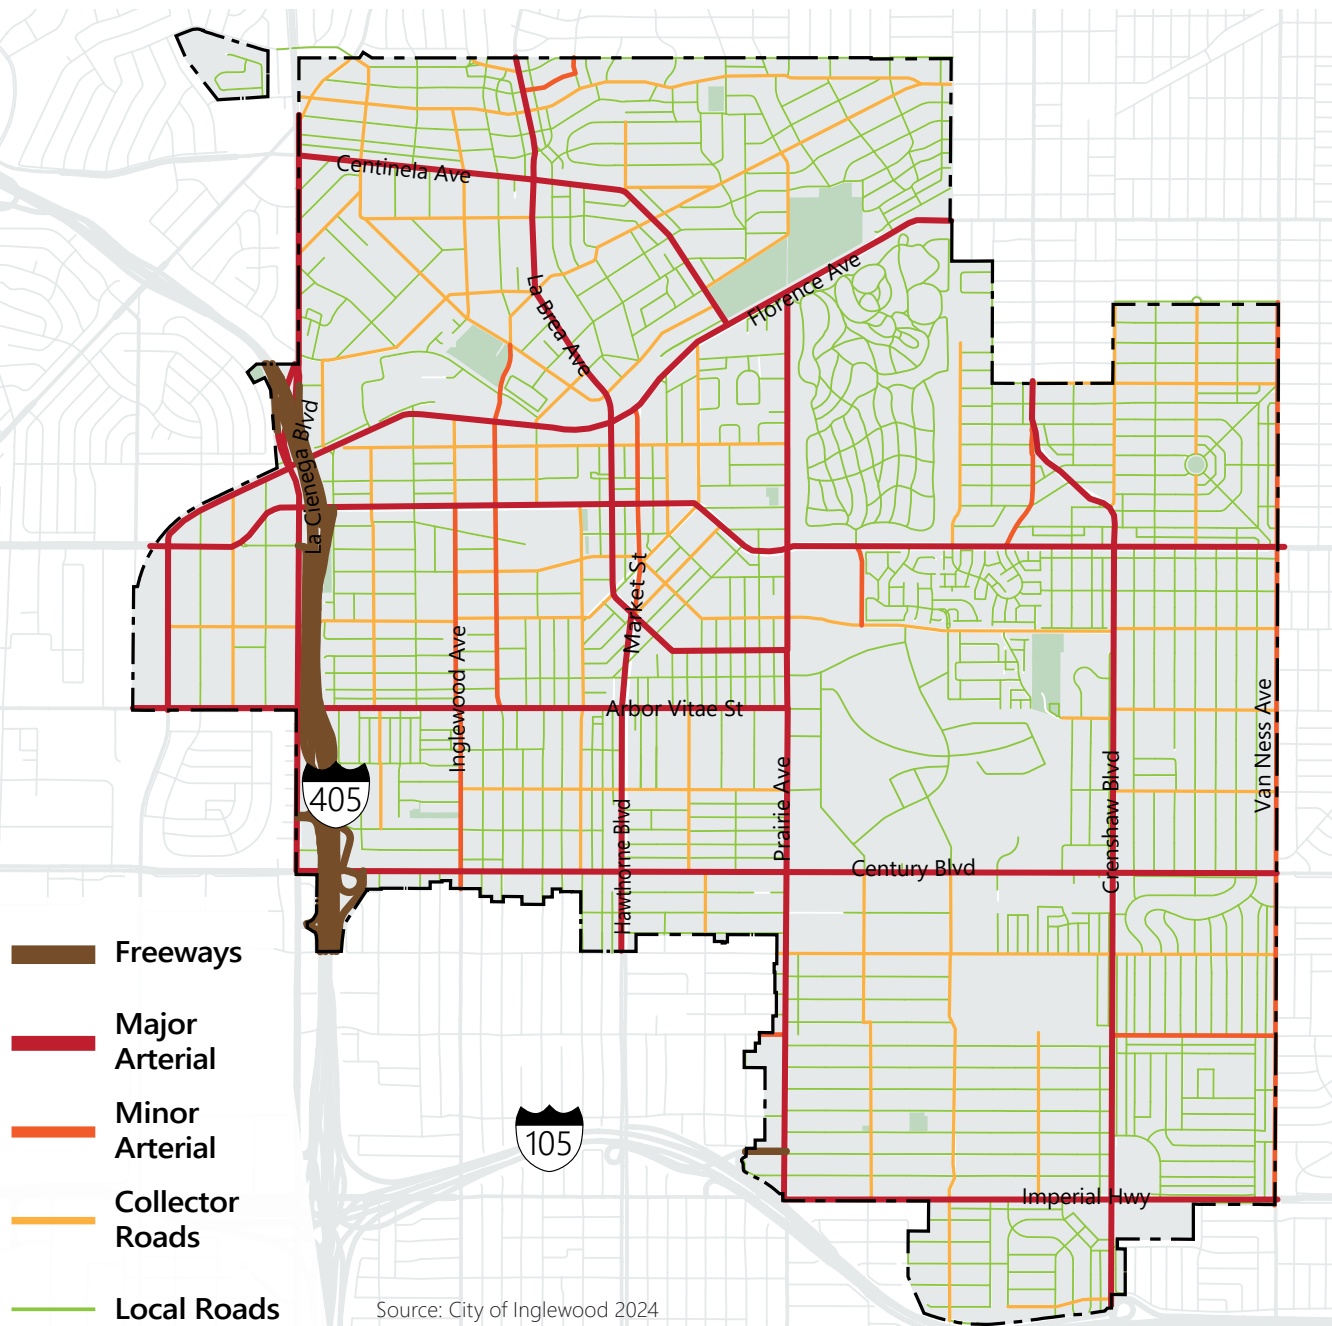 Centinela Ave
La Brea Ave
Florence Ave
La Cienega Blvd
Market St
Inglewood Ave
Arbor Vitae St
Van Ness Ave
Prairie Ave
Crenshaw Blvd
405
Hawthorne Blvd
Century Blvd
Freeways
Major
Arterial
Minor
Arterial
105
Collector
Roads
Imperial Hwy
Local Roads
Source: City of Inglewood 2024